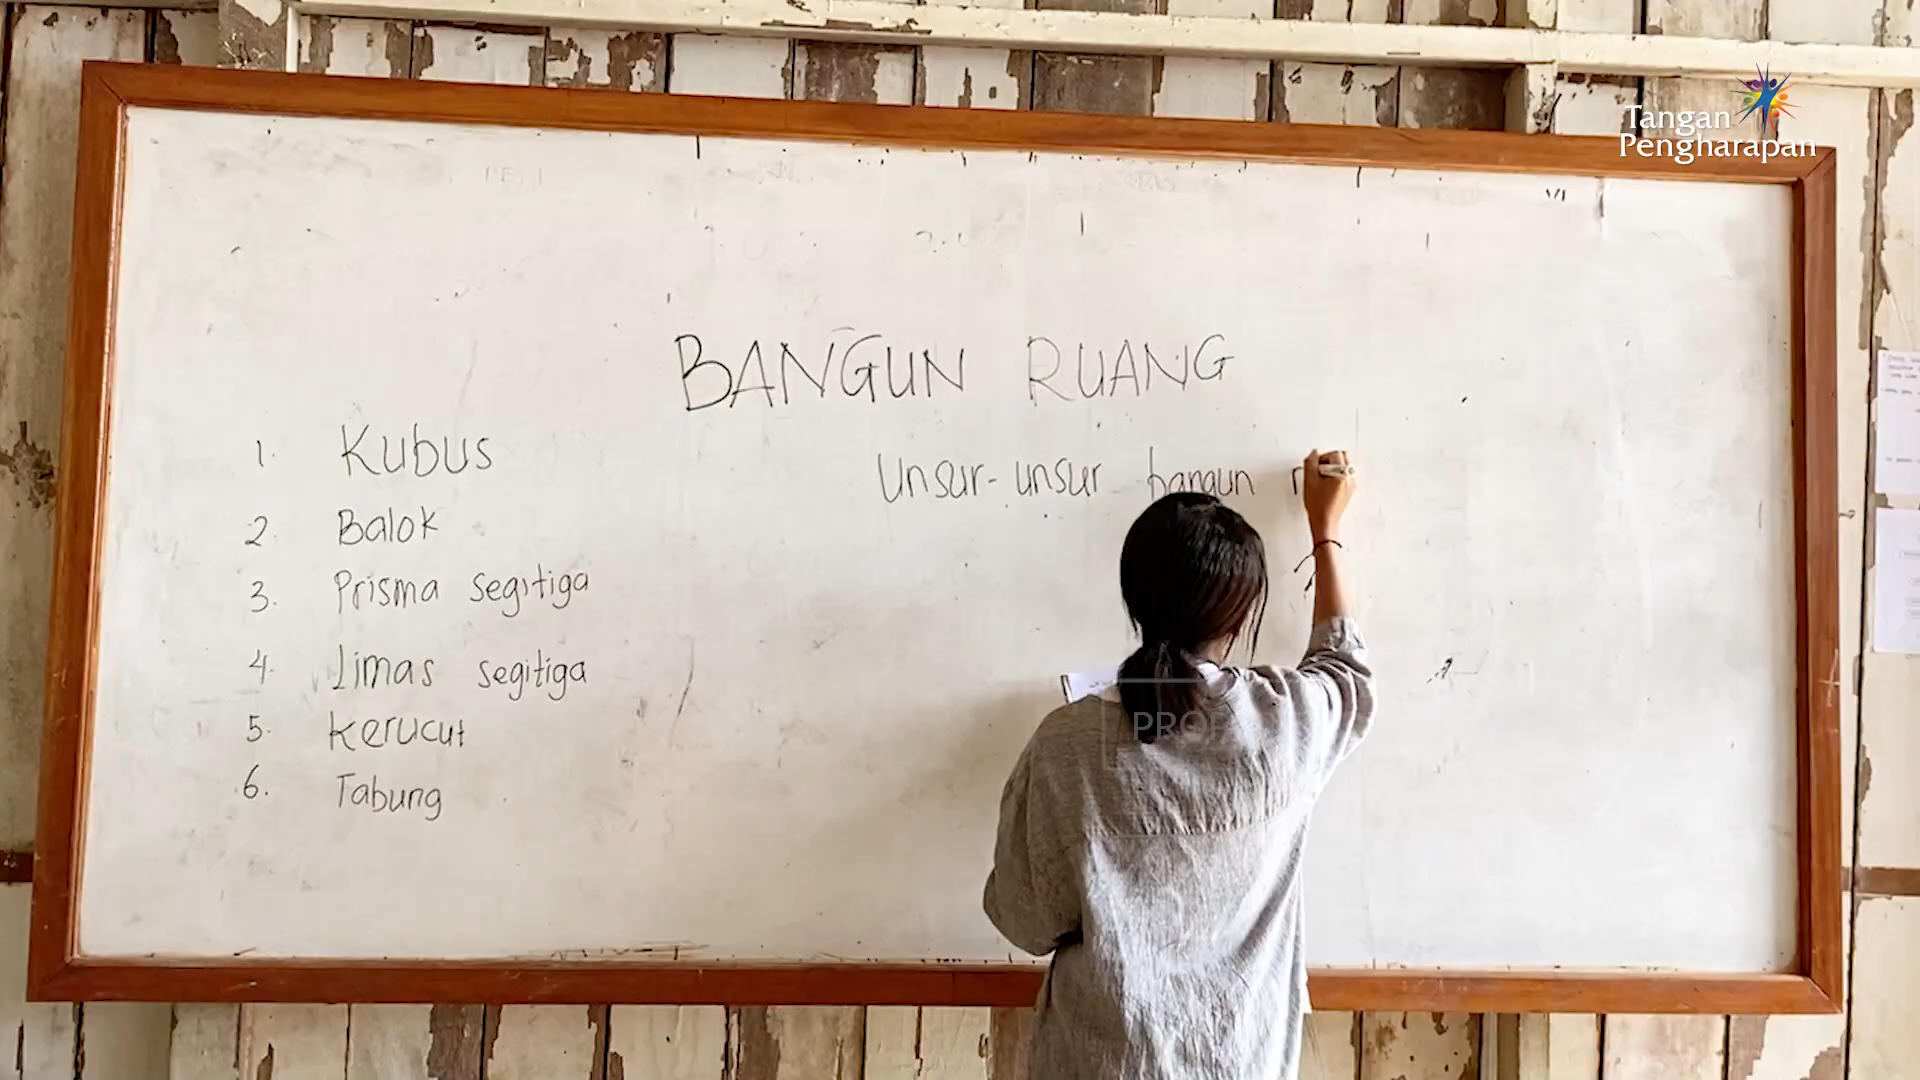 Tangan
Pengharapan
BANGUN RUANG
1. Kubus
2. Balok
3. Prisma segitiga
4. Limas segitiga
5. Kerucut
6. Tabung
Unsur-unsur bangun r